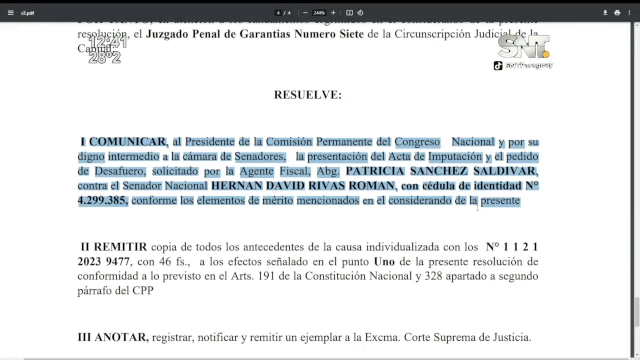 r2.pdf
4 / 4
244%
resolución, el Juzgado Penal de Garantías Numero Siete de la Circunscripción Judicial de la
Capital.
12:41
28°2
SNT
SNTParaguay
RESUELVE:
I COMUNICAR, al Presidente de la Comisión Permanente del Congreso Nacional y por su
digno intermedio a la cámara de Senadores, la presentación del Acta de Imputación y el pedido
de Desafuero, solicitado por la Agente Fiscal, Abg. PATRICIA SANCHEZ SALDIVAR,
contra el Senador Nacional HERNAN DAVID RIVAS ROMAN, con cédula de identidad N°
4.299.385, conforme los elementos de mérito mencionados en el considerando de la presente
II REMITIR copia de todos los antecedentes de la causa individualizada con los N° 1 1 2 1
2023 9477, con 46 fs., a los efectos señalado en el punto Uno de la presente resolución de
conformidad a lo previsto en el Arts. 191 de la Constitución Nacional y 328 apartado a segundo
párrafo del CPP
III ANOTAR, registrar, notificar y remitir un ejemplar a la Excma. Corte Suprema de Justicia.